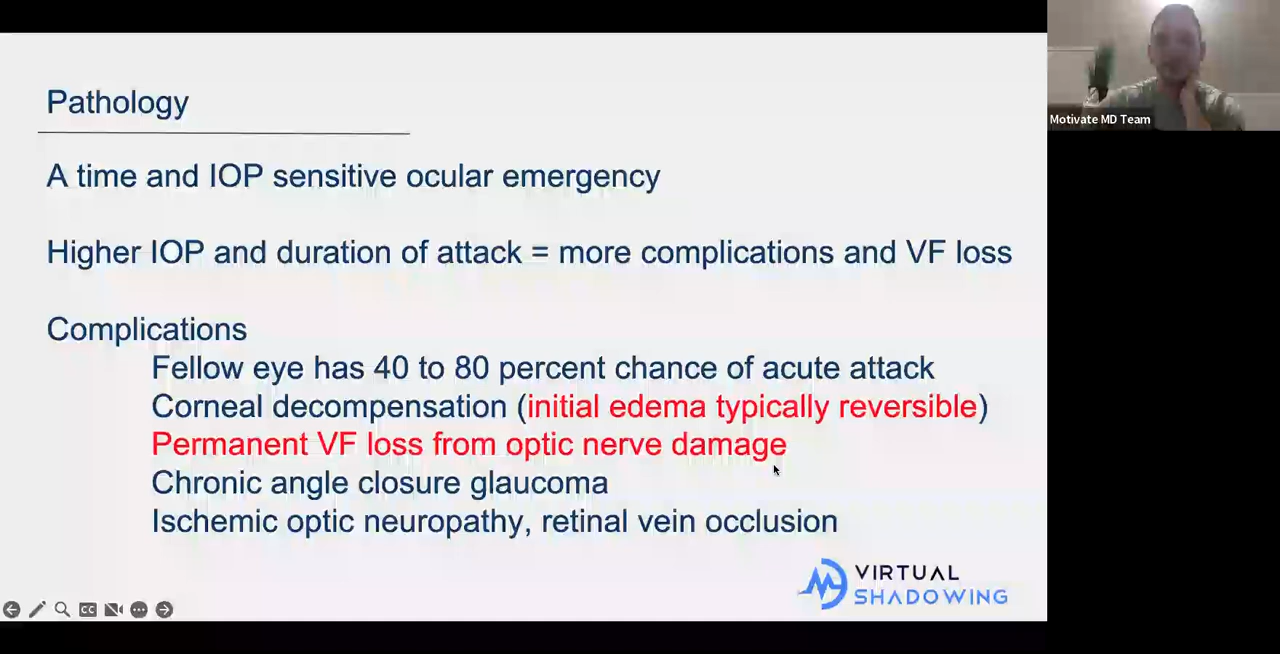 Pathology
A time and IOP sensitive ocular emergency
Higher IOP and duration of attack = more complications and VF loss
Complications
Fellow eye has 40 to 80 percent chance of acute attack
Corneal decompensation (initial edema typically reversible)
Permanent VF loss from optic nerve damage
Chronic angle closure glaucoma
Ischemic optic neuropathy, retinal vein occlusion
VIRTUAL
SHADOWING
CC
Motivate MD Team